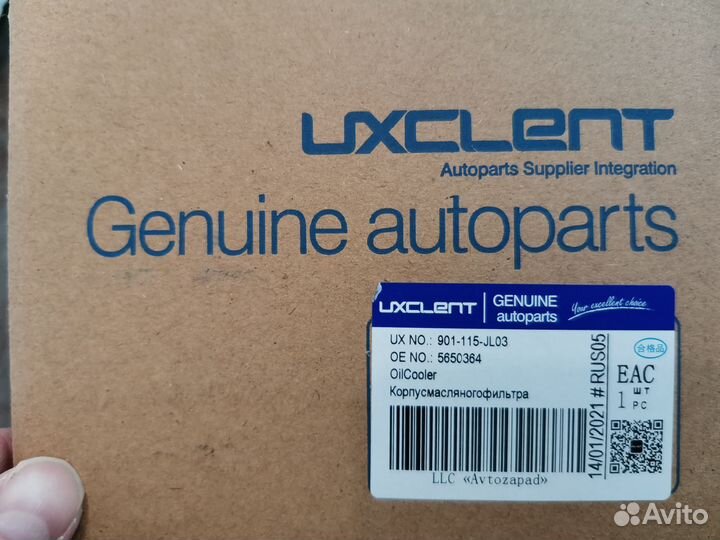 UXCLENT
Autoparts Supplier Integration
Genuine autoparts
UXCLENT GENUINE autoparts Your excellent choice
UX NO.: 901-115-JL03
OE NO.: 5650364
OilCooler
Корпусмасляногофильтра
LLC «Avtozapad»
14/01/2021 #RUS05
合格品
EAC
шт
1 PC
Avito